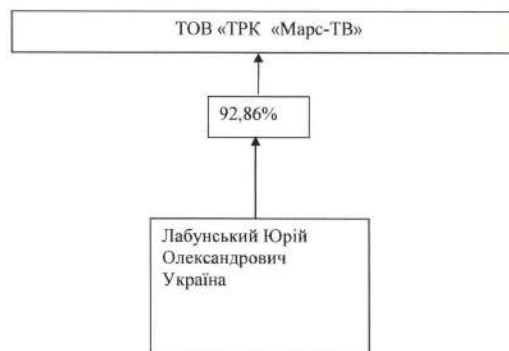 ТОВ «ТРК «Марс-ТВ»
92,86%
Лабунський Юрій
Олександрович
Україна